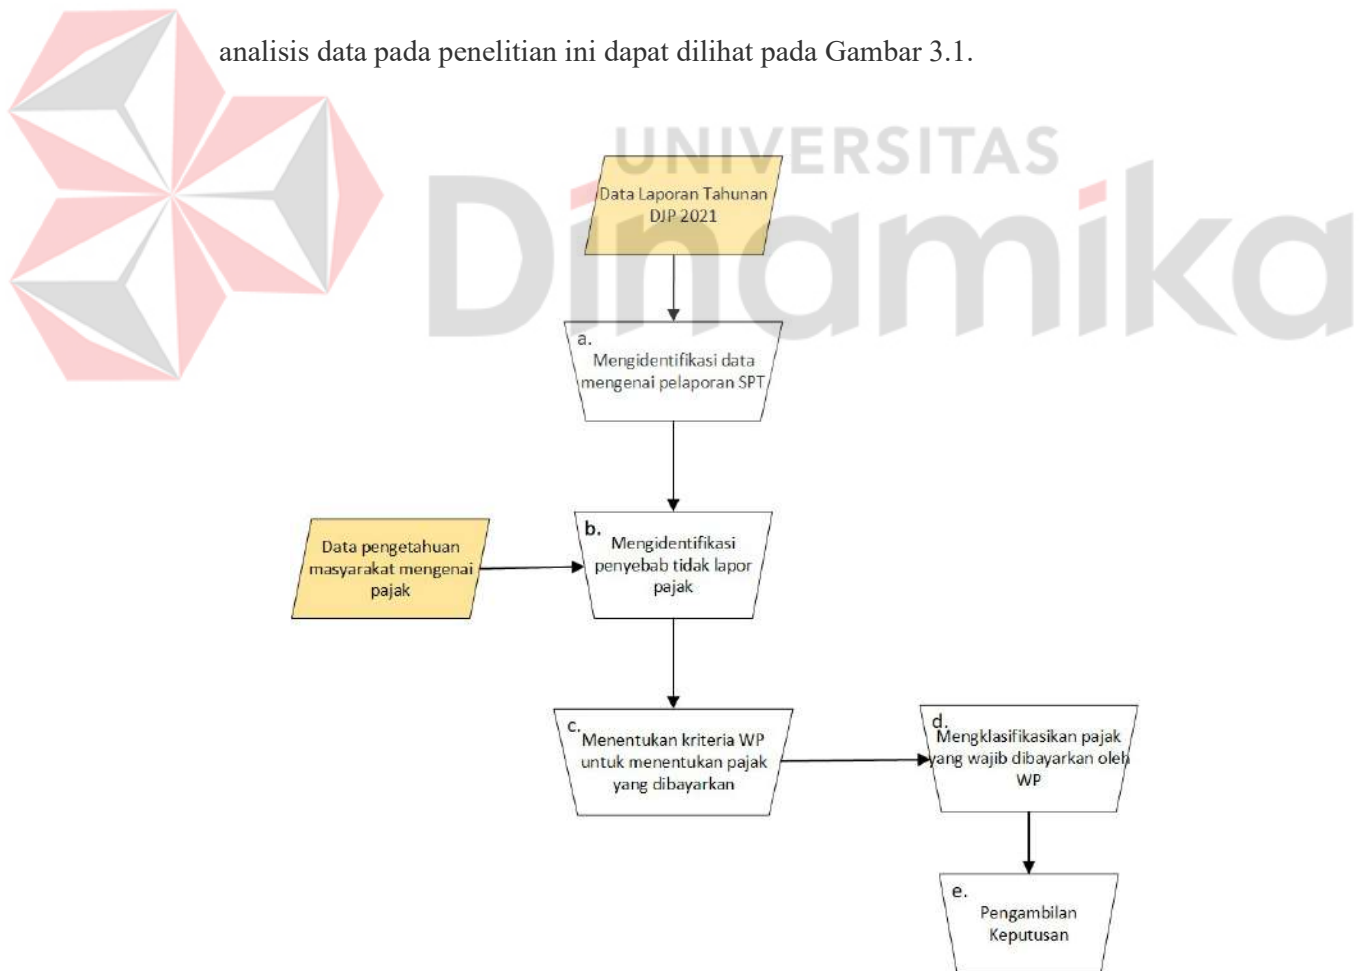 analisis data pada penelitian ini dapat dilihat pada Gambar 3.1.
UNIVERSITAS
Dinamika
Data Laporan Tahunan
DJP 2021
a.
Mengidentifikasi data
mengenai pelaporan SPT
Data pengetahuan
masyarakat mengenai
pajak
b.
Mengidentifikasi
penyebab tidak lapor
pajak
c.
Menentukan kriteria WP
untuk menentukan pajak
yang dibayarkan
d.
Mengklasifikasikan pajak
yang wajib dibayarkan oleh
WP
e.
Pengambilan
Keputusan